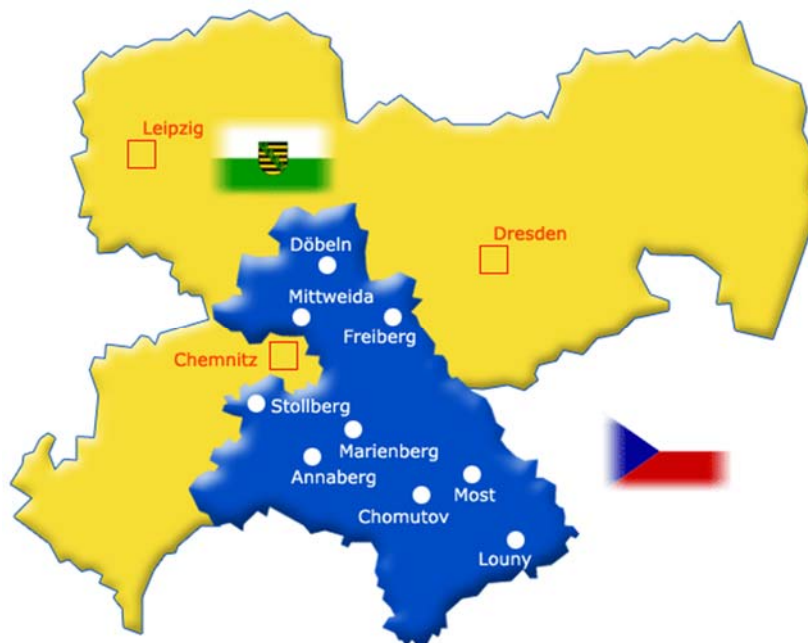 Leipzig
Döbeln
Dresden
Mittweida
Freiberg
Chemnitz
Stollberg
Marienberg
Annaberg
Most
Chomutov
Louny